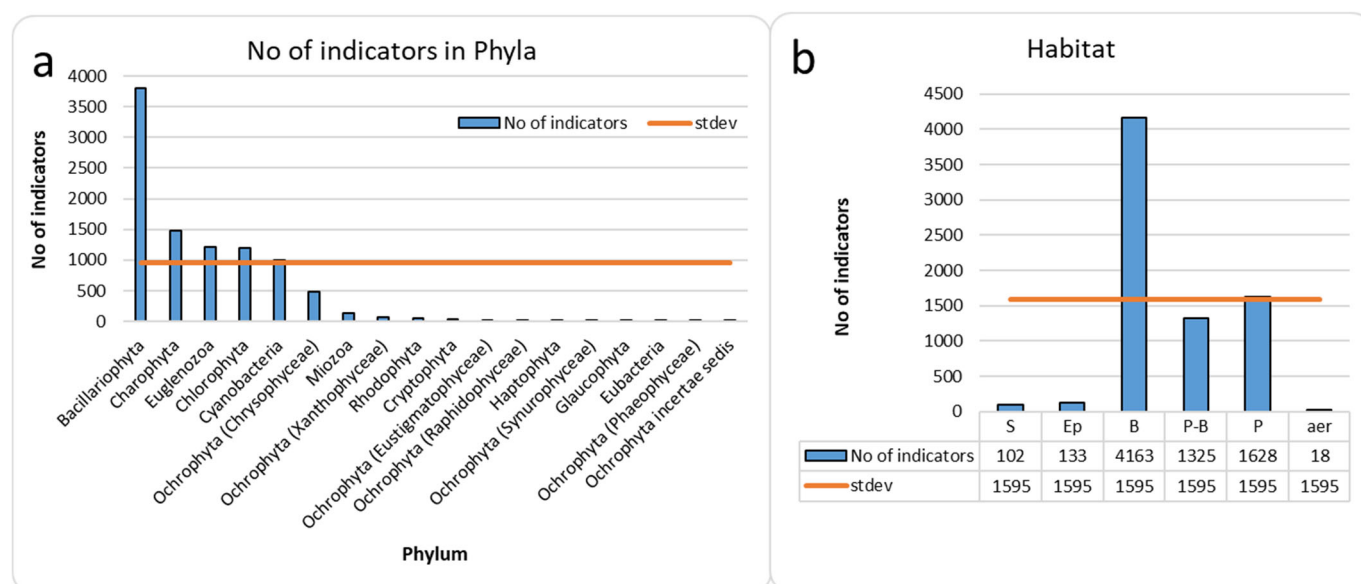 a
No of indicators in Phyla
4000
3500
3000
2500
2000
1500
1000
500
0
No of indicators
No of indicators
stdev
Bacillariophyta
Charophyta
Euglenozoa
Chlorophyta
Cyanobacteria
Ochrophyta (Chrysophyceae)
Miozoa
Ochrophyta (Xanthophyceae)
Rhodophyta
Cryptophyta
Ochrophyta (Eustigmatophyceae)
Ochrophyta (Raphidophyceae)
Haptophyta
Ochrophyta (Synurophyceae)
Glaucophyta
Eubacteria
Ochrophyta (Phaeophyceae)
Ochrophyta incertae sedis
Phylum
b
Habitat
4500
4000
3500
3000
2500
2000
1500
1000
500
0
No of indicators
S Ep B P-B P aer
No of indicators 102 133 4163 1325 1628 18
stdev 1595 1595 1595 1595 1595 1595